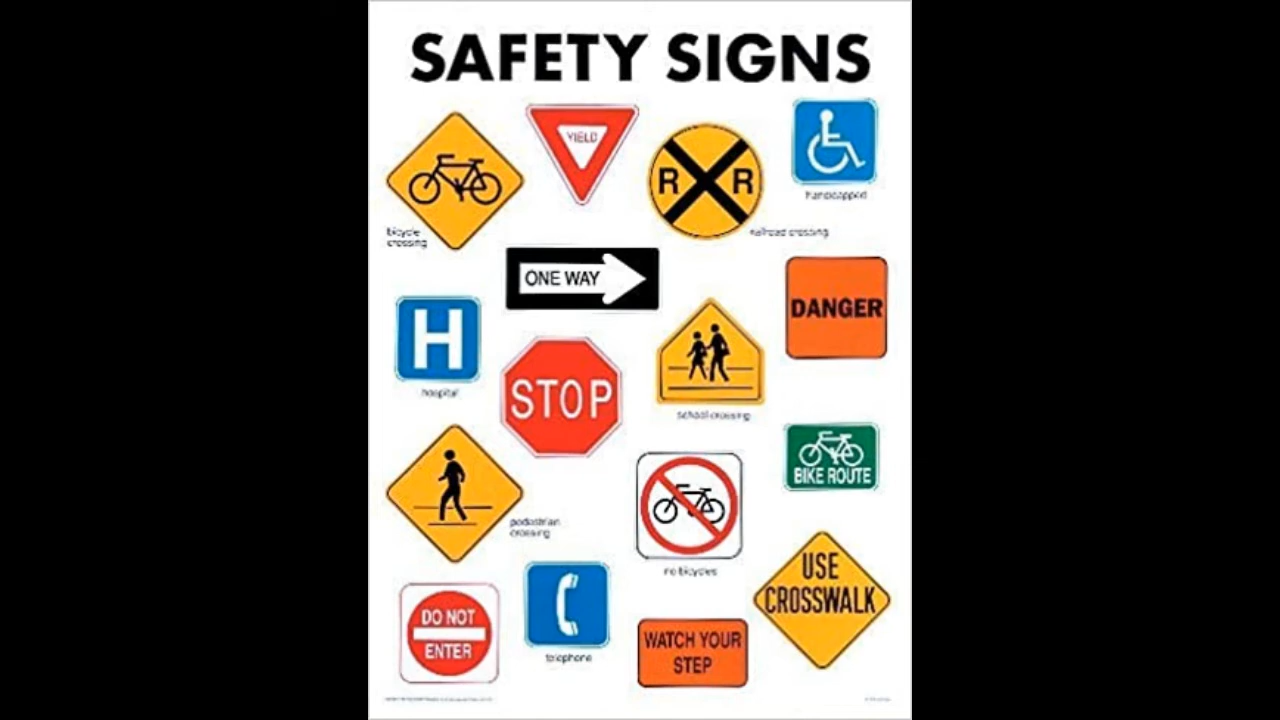 SAFETY SIGNS
YIELD
R R
handicapped
bicycle
crossing
railroad crossing
ONE WAY
DANGER
H
hospital
STOP
school crossing
BIKE ROUTE
pedestrian
crossing
no bicycles
USE
CROSSWALK
DO NOT
ENTER
telephone
WATCH YOUR
STEP